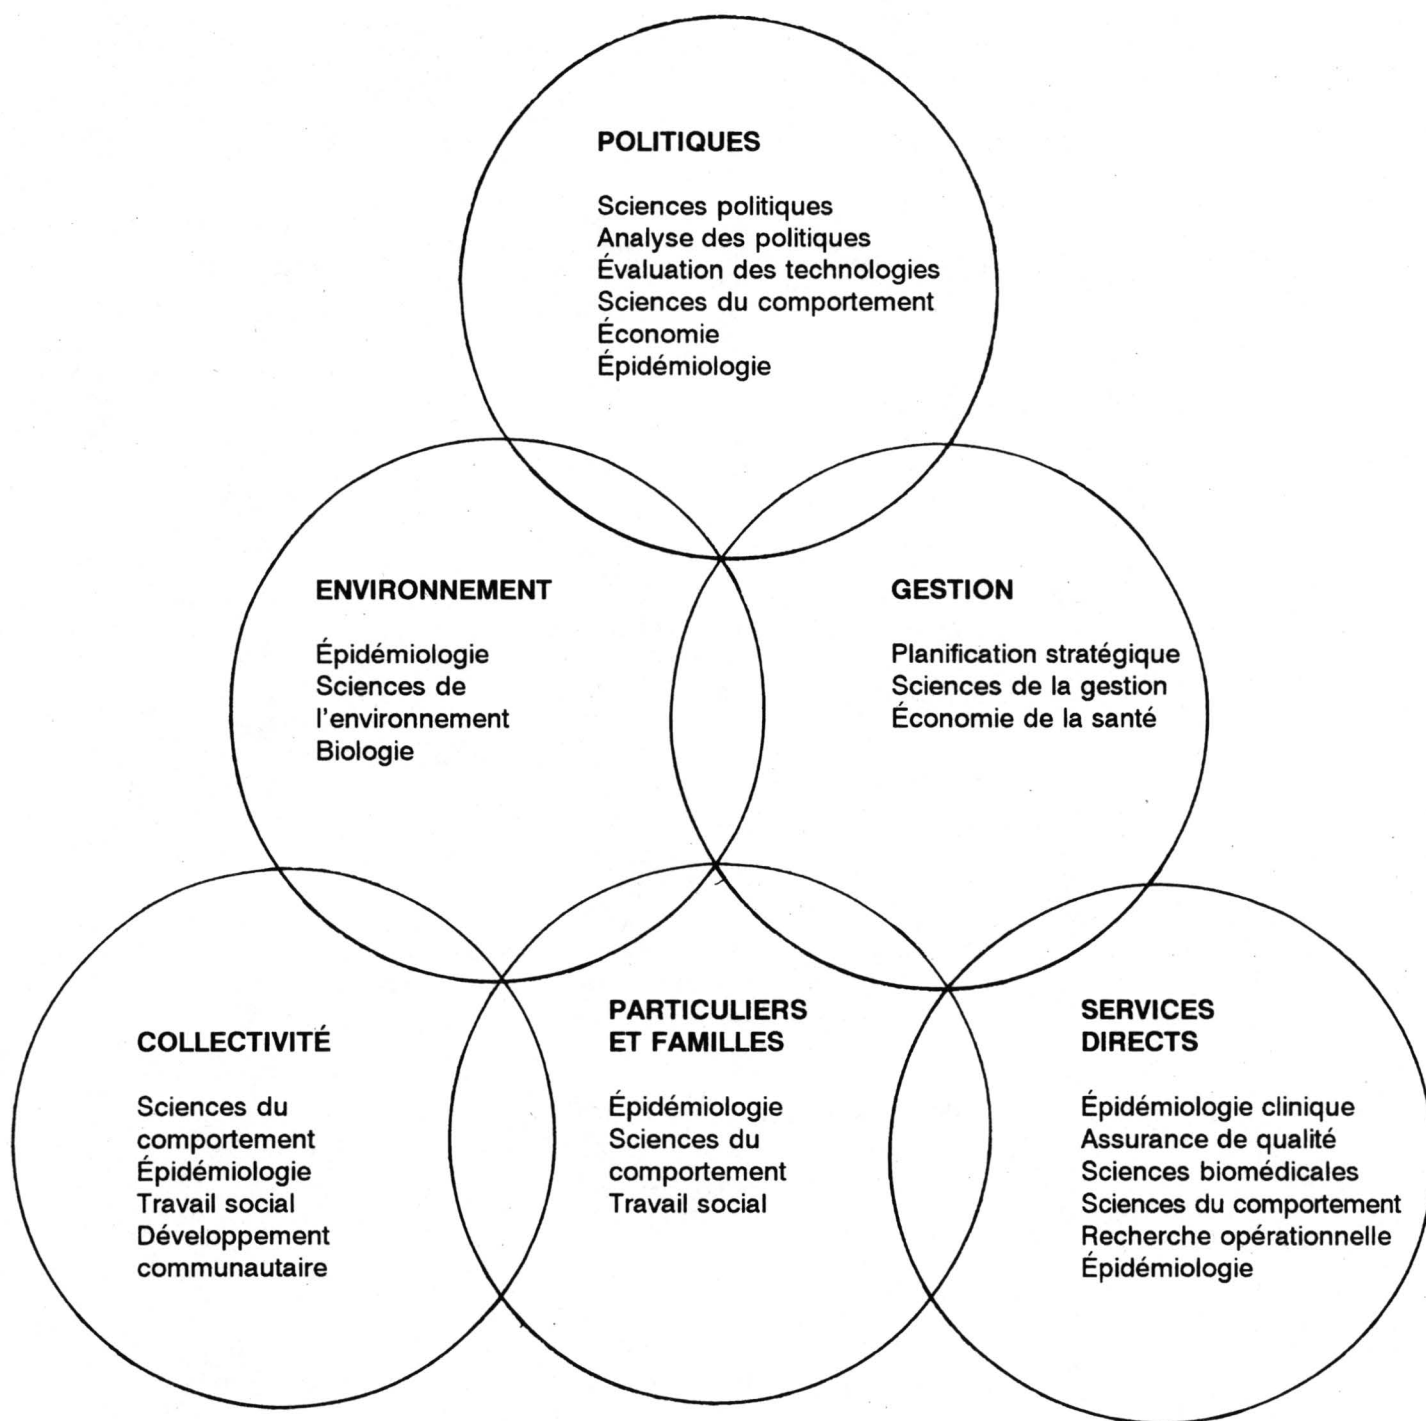 POLITIQUES
Sciences politiques
Analyse des politiques
Évaluation des technologies
Sciences du comportement
Économie
Épidémiologie
ENVIRONNEMENT
Épidémiologie
Sciences de
l'environnement
Biologie
GESTION
Planification stratégique
Sciences de la gestion
Économie de la santé
COLLECTIVITÉ
Sciences du
comportement
Épidémiologie
Travail social
Développement
communautaire
PARTICULIERS
ET FAMILLES
Épidémiologie
Sciences du
comportement
Travail social
SERVICES
DIRECTS
Épidémiologie clinique
Assurance de qualité
Sciences biomédicales
Sciences du comportement
Recherche opérationnelle
Épidémiologie